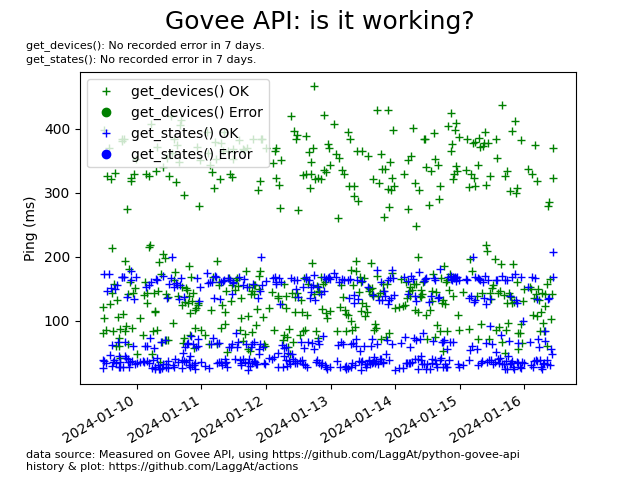 Govee API: is it working?
get_devices(): No recorded error in 7 days.
get_states(): No recorded error in 7 days.
get_devices() OK
get_devices() Error
get_states() OK
get_states() Error
400
300
200
100
Ping (ms)
2024-01-10
2024-01-11
2024-01-12
2024-01-13
2024-01-14
2024-01-15
2024-01-16
data source: Measured on Govee API, using https://github.com/LaggAt/python-govee-api
history & plot: https://github.com/LaggAt/actions